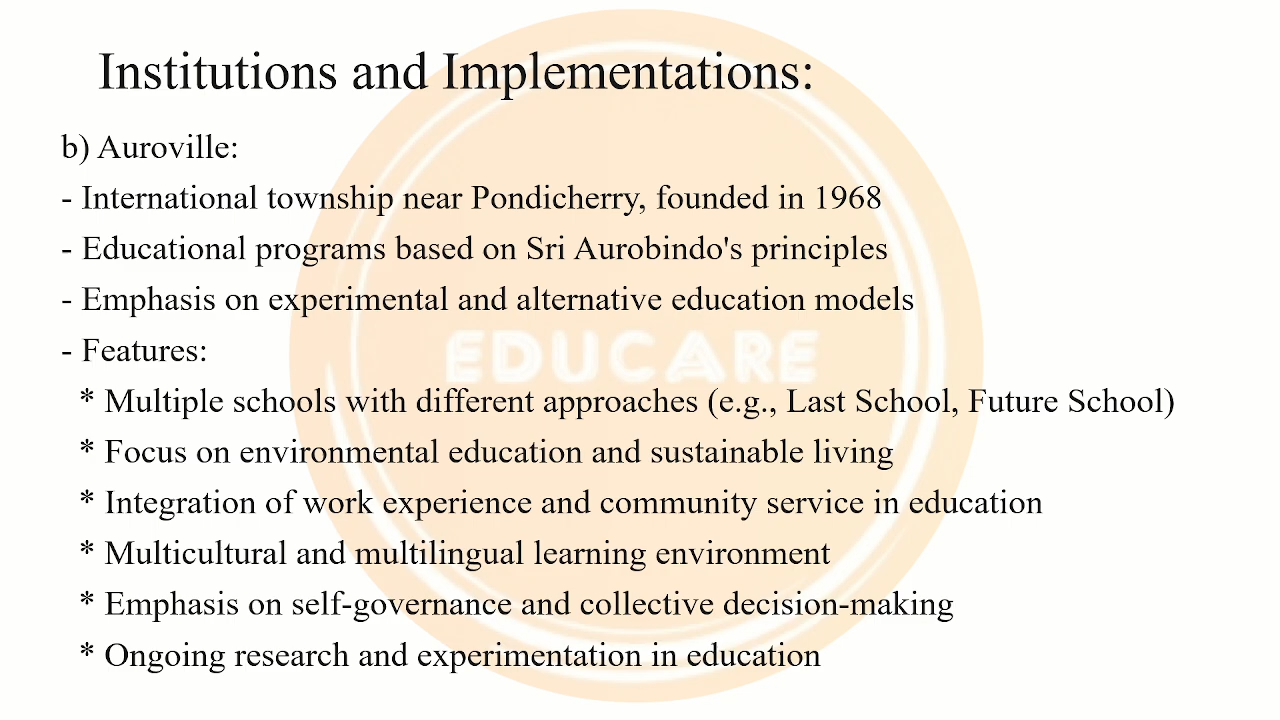 Institutions and Implementations:
b) Auroville:
- International township near Pondicherry, founded in 1968
- Educational programs based on Sri Aurobindo's principles
- Emphasis on experimental and alternative education models
- Features:
EDUCARE
* Multiple schools with different approaches (e.g., Last School, Future School)
* Focus on environmental education and sustainable living
* Integration of work experience and community service in education
* Multicultural and multilingual learning environment
* Emphasis on self-governance and collective decision-making
* Ongoing research and experimentation in education